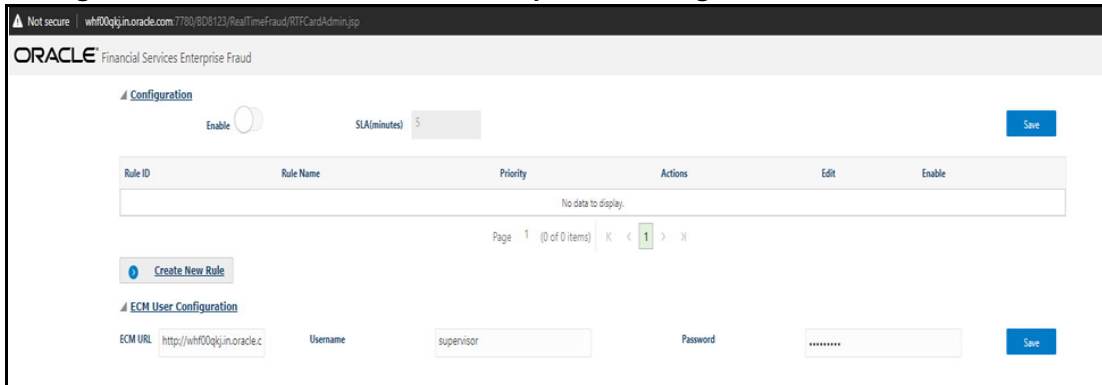 Not secure whf00qkj.in.oracle.com:7780/BD8123/RealTimeFraud/RTFCardAdmin.jsp
ORACLE® Financial Services Enterprise Fraud
Configuration
Enable SLA(minutes) 5 Save
Rule ID Rule Name Priority Actions Edit Enable
No data to display.
Page 1 (0 of 0 items) K < 1 > >|
Create New Rule
ECM User Configuration
ECM URL http://whf00qkj.in.oracle.c Username supervisor Password ••••••••• Save